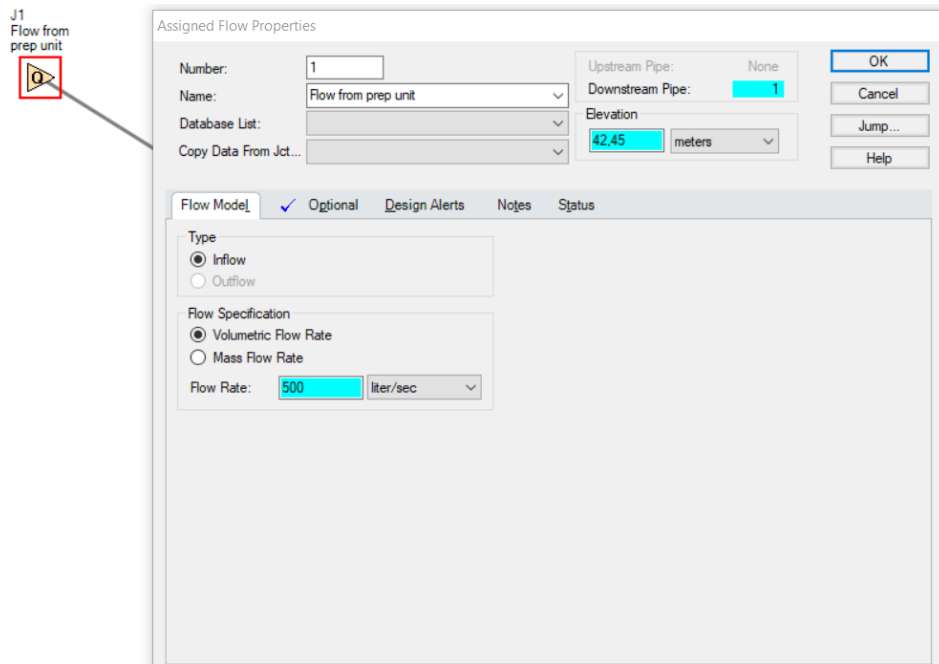 J1
Flow from
prep unit
Q
Assigned Flow Properties
Number: 1
Name: Flow from prep unit
Database List:
Copy Data From Jct...
Upstream Pipe: None
Downstream Pipe: 1
Elevation
42,45 meters
OK
Cancel
Jump...
Help
Flow Model Optional Design Alerts Notes Status
Type
Inflow
Outflow
Flow Specification
Volumetric Flow Rate
Mass Flow Rate
Flow Rate: 500 liter/sec